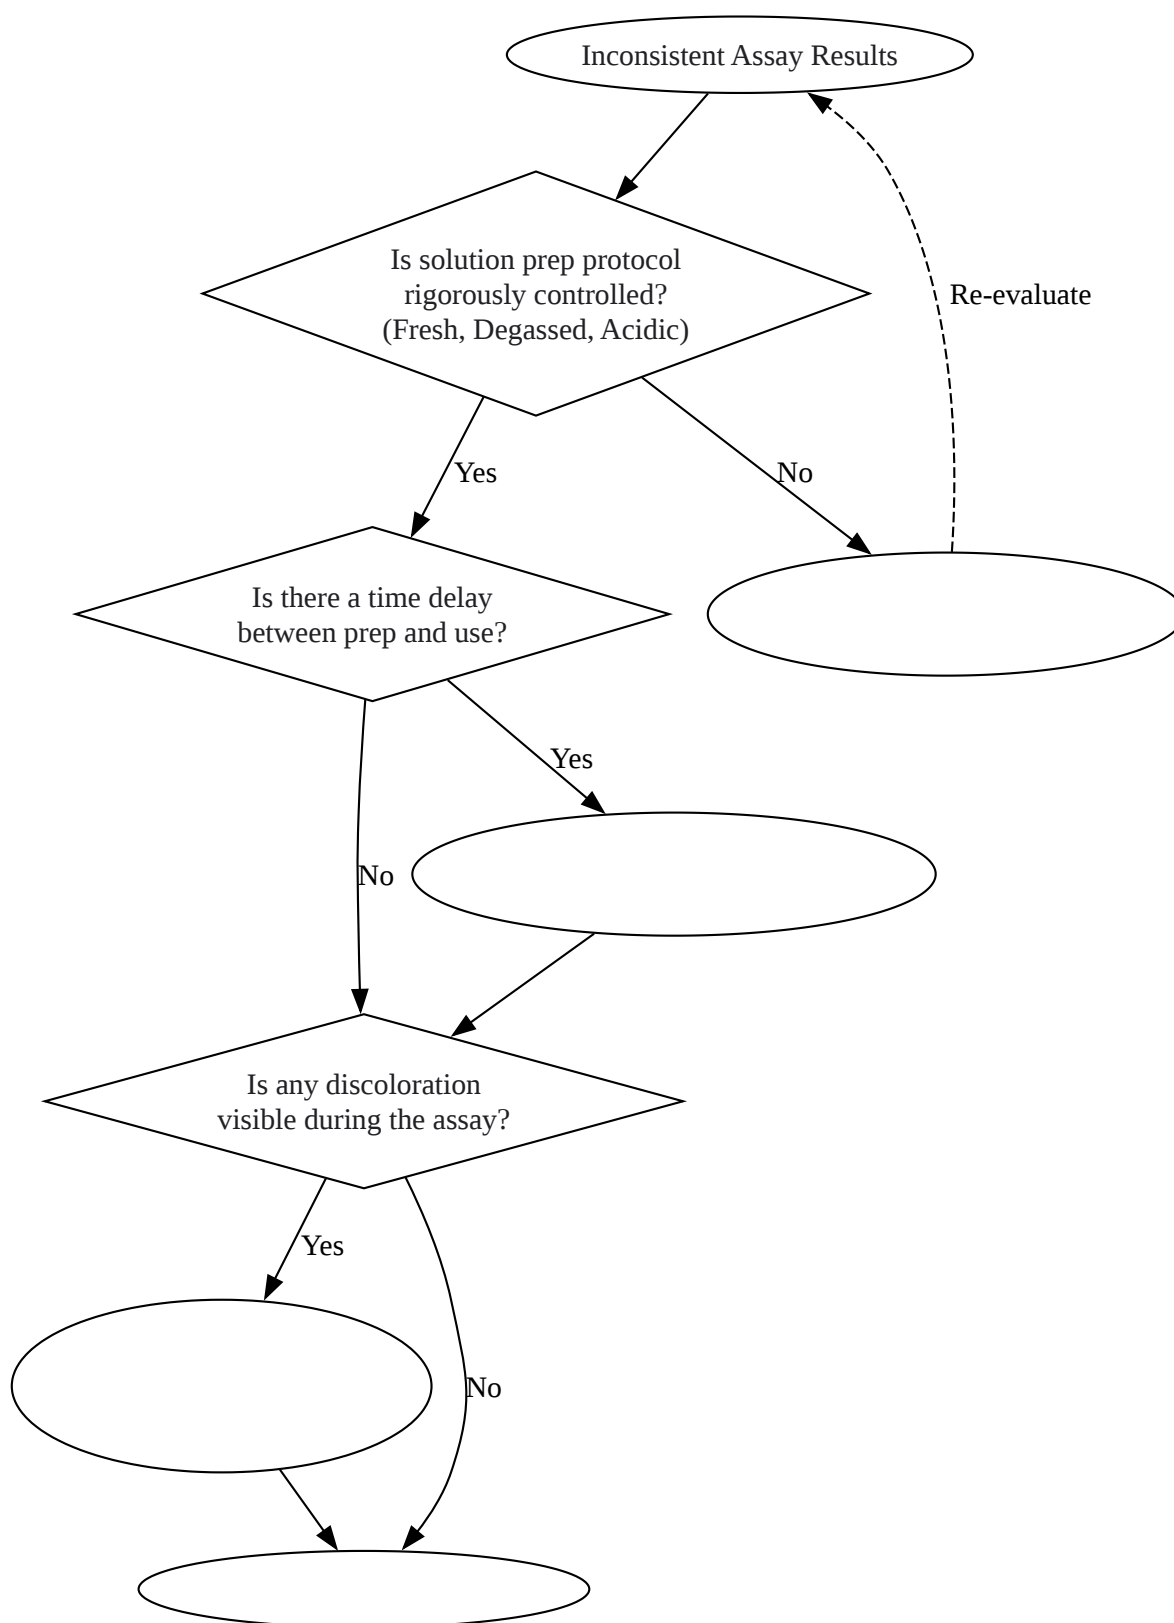 Inconsistent Assay Results
Is solution prep protocol
rigorously controlled?
(Fresh, Degassed, Acidic)
Re-evaluate
Yes
No
Is there a time delay
between prep and use?
Yes
No
Is any discoloration
visible during the assay?
Yes
No